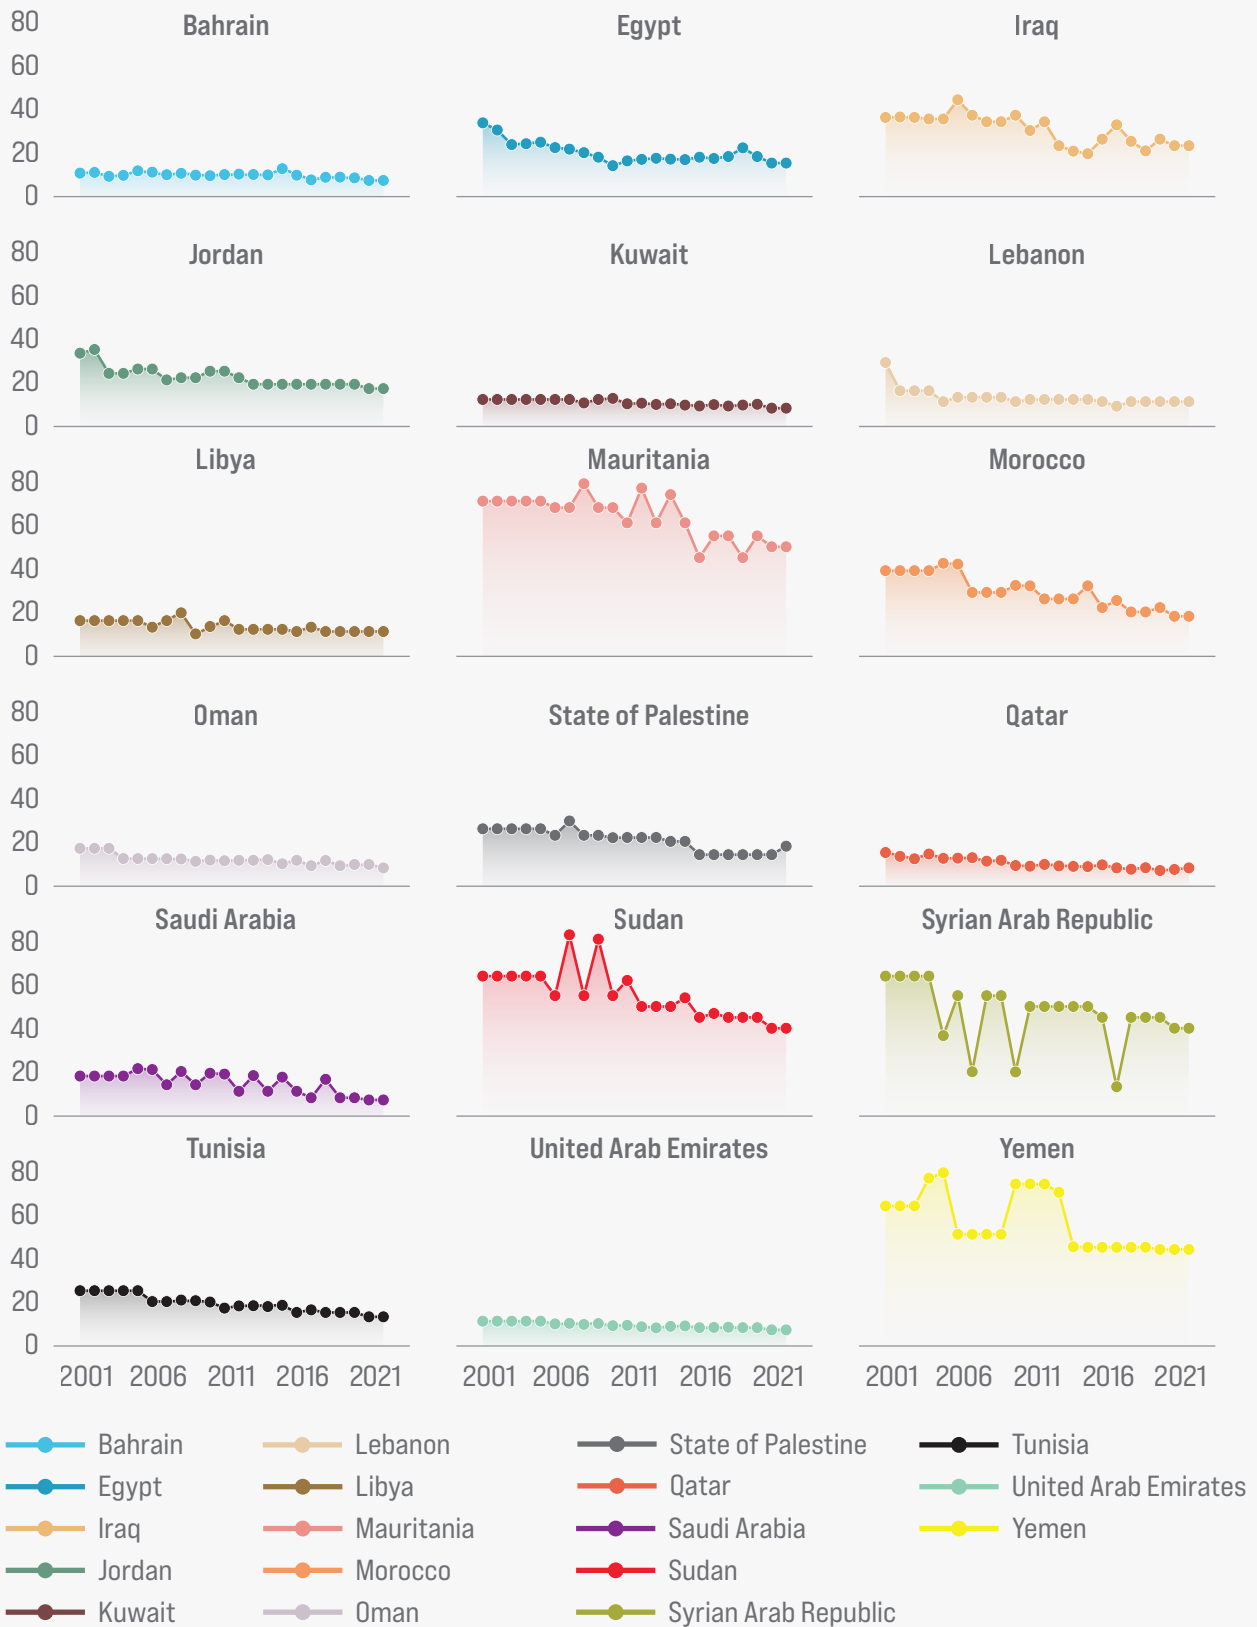 80
Bahrain
Egypt
Iraq
60
40
20
0
80
Jordan
Kuwait
Lebanon
60
40
20
0
Libya
Mauritania
Morocco
80
60
40
20
0
80
Oman
State of Palestine
Qatar
60
40
20
0
Saudi Arabia
Sudan
Syrian Arab Republic
80
60
40
20
0
Tunisia
United Arab Emirates
Yemen
80
60
40
20
0
2001 2006 2011 2016 2021
2001 2006 2011 2016 2021
2001 2006 2011 2016 2021
Bahrain
Egypt
Iraq
Jordan
Kuwait
Lebanon
Libya
Mauritania
Morocco
Oman
State of Palestine
Qatar
Saudi Arabia
Sudan
Syrian Arab Republic
Tunisia
United Arab Emirates
Yemen